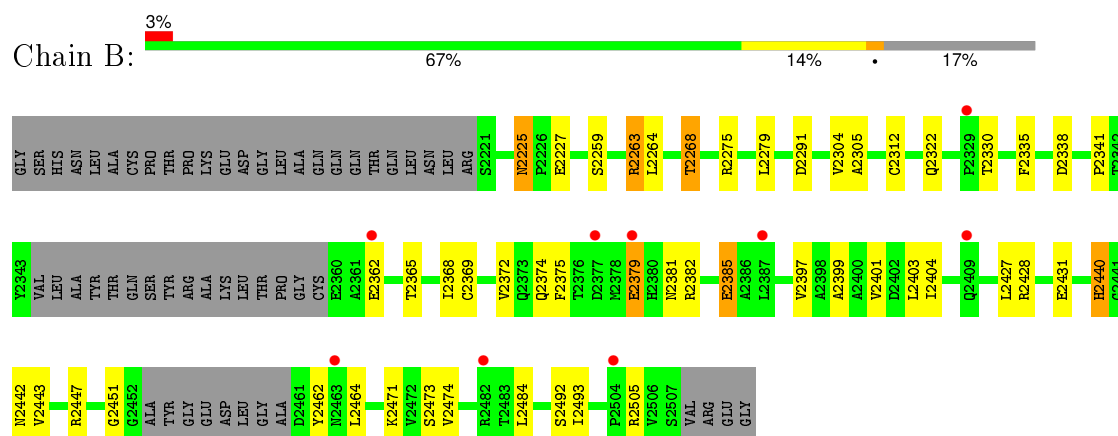 3%
Chain B:
67% 14% • 17%
GLY SER HIS ASN LEU ALA CYS PRO THR PRO LYS GLU ASP GLY LEU ALA GLN GLN GLN THR GLN LEU ASN LEU ARG S2221 N2225 P2226 E2227 S2259 R2263 L2264 T2268 R2275 L2279 D2291 V2304 A2305 C2312 Q2322 P2329 T2330 F2335 D2338 P2341 T2342
Y2343 VAL LEU ALA TYR THR GLN SER TYR ARG ALA LYS LEU THR PRO GLY CYS E2360 A2361 E2362 T2365 I2368 C2369 V2372 Q2373 Q2374 F2375 T2376 D2377 M2378 E2379 H2380 N2381 R2382 E2385 A2386 L2387 V2397 A2398 A2399 A2400 V2401 D2402 L2403 I2404 Q2409 L2427 R2428 E2431 H2440 C2441
N2442 V2443 R2447 G2451 G2452 ALA TYR GLY GLU ASP LEU GLY ALA D2461 Y2462 N2463 L2464 K2471 V2472 S2473 V2474 R2482 T2483 L2484 S2492 I2493 P2504 R2505 V2506 S2507 VAL ARG GLU GLY